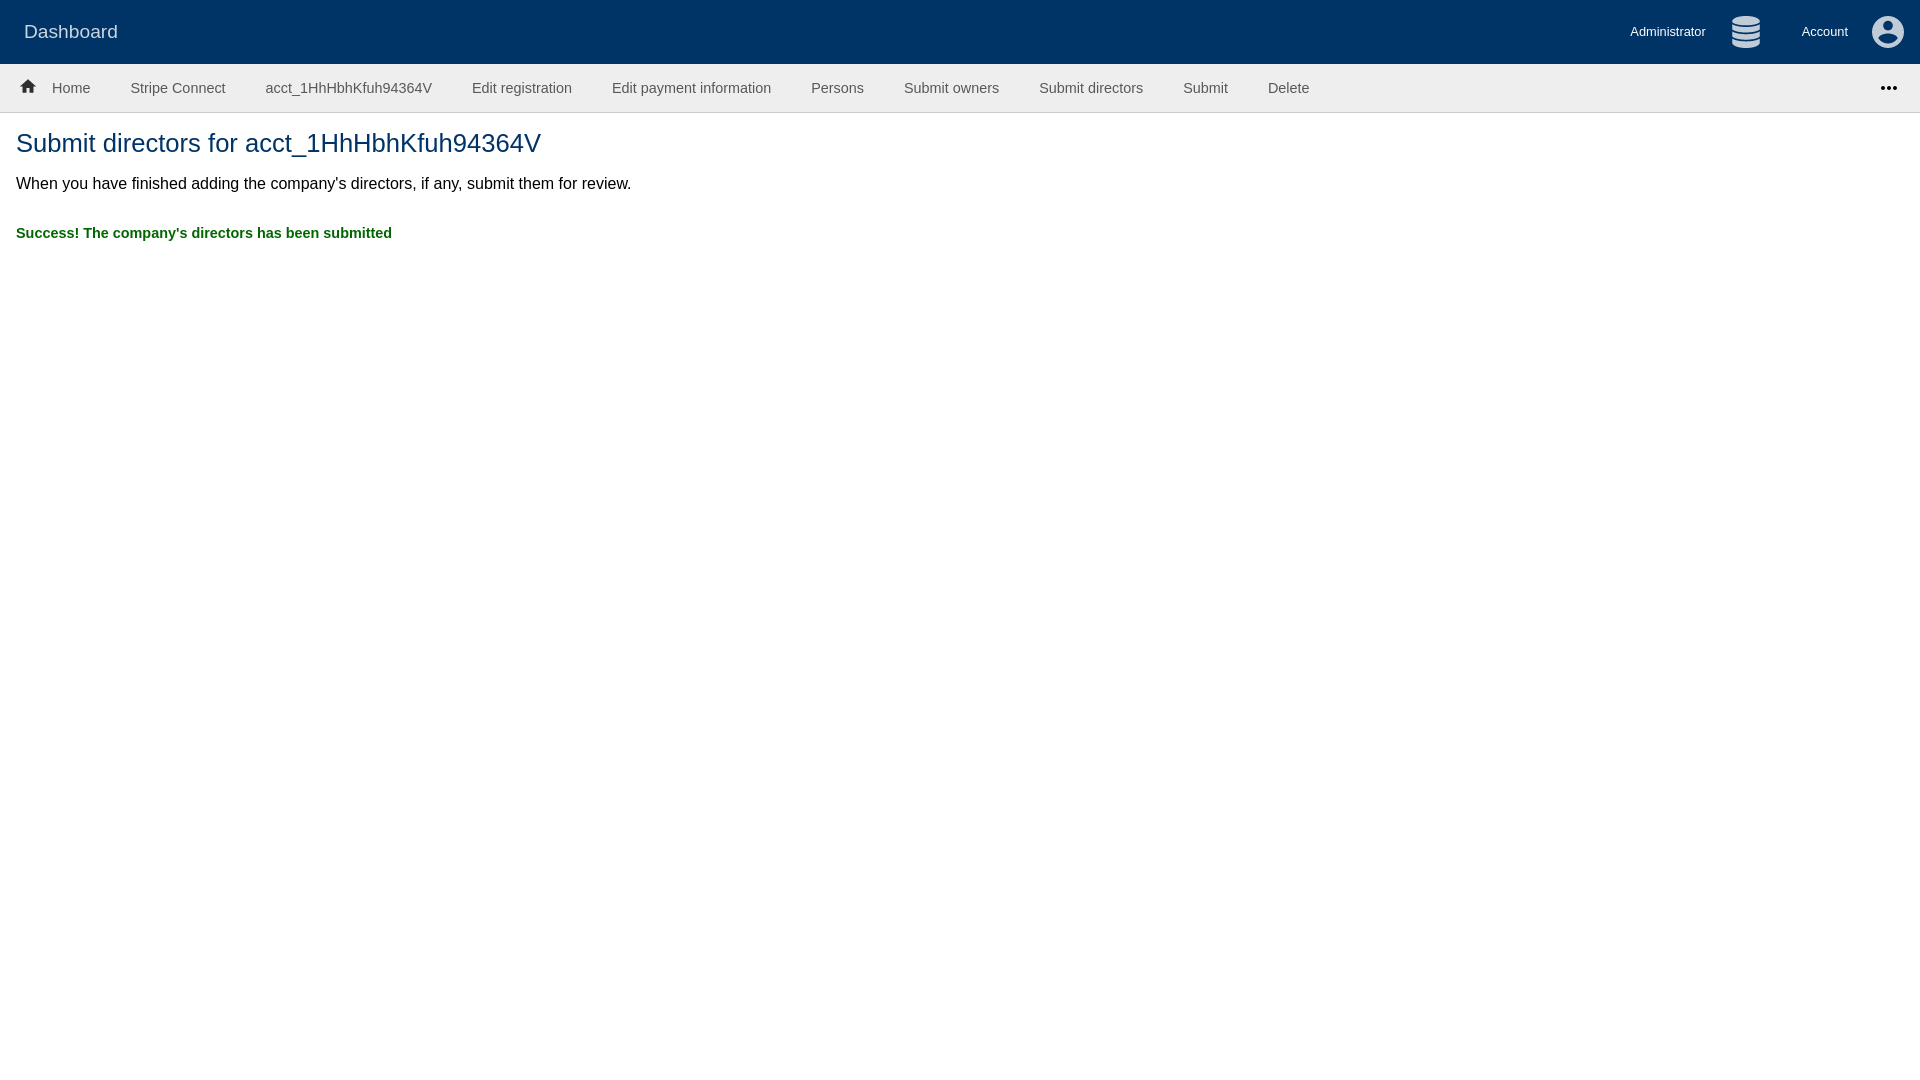 Dashboard
Administrator
Account
Home
Stripe Connect
acct_1HhHbhKfuh94364V
Edit registration
Edit payment information
Persons
Submit owners
Submit directors
Submit
Delete
Submit directors for acct_1HhHbhKfuh94364V
When you have finished adding the company's directors, if any, submit them for review.
Success! The company's directors has been submitted